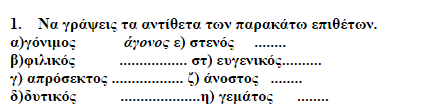 1. Να γράψεις τα αντίθετα των παρακάτω επιθέτων.
α)γόνιμος άγονος ε) στενός ........
β)φιλικός ................. στ) ευγενικός..........
γ) απρόσεκτος .................. ζ) άνοστος ........
δ)δυτικός ....................η) γεμάτος ........